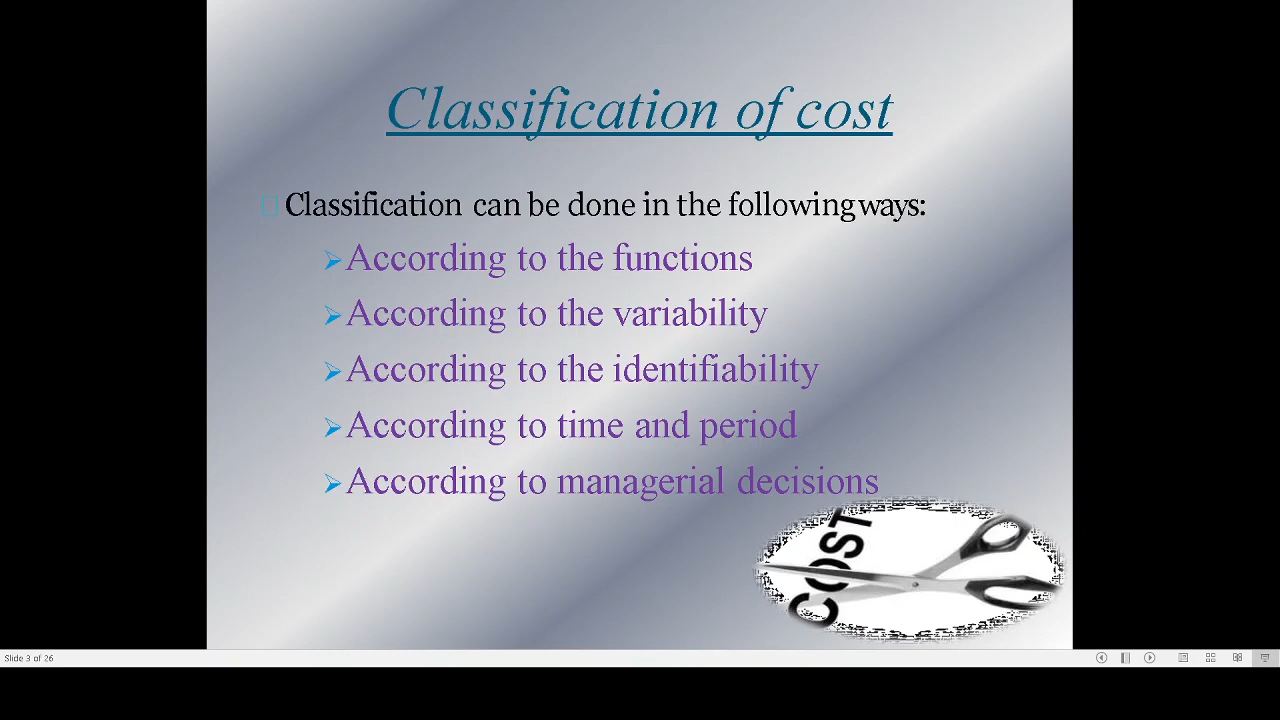 Classification of cost
Classification can be done in the following ways:
According to the functions
According to the variability
According to the identifiability
According to time and period
According to managerial decisions
COST
Slide 3 of 26